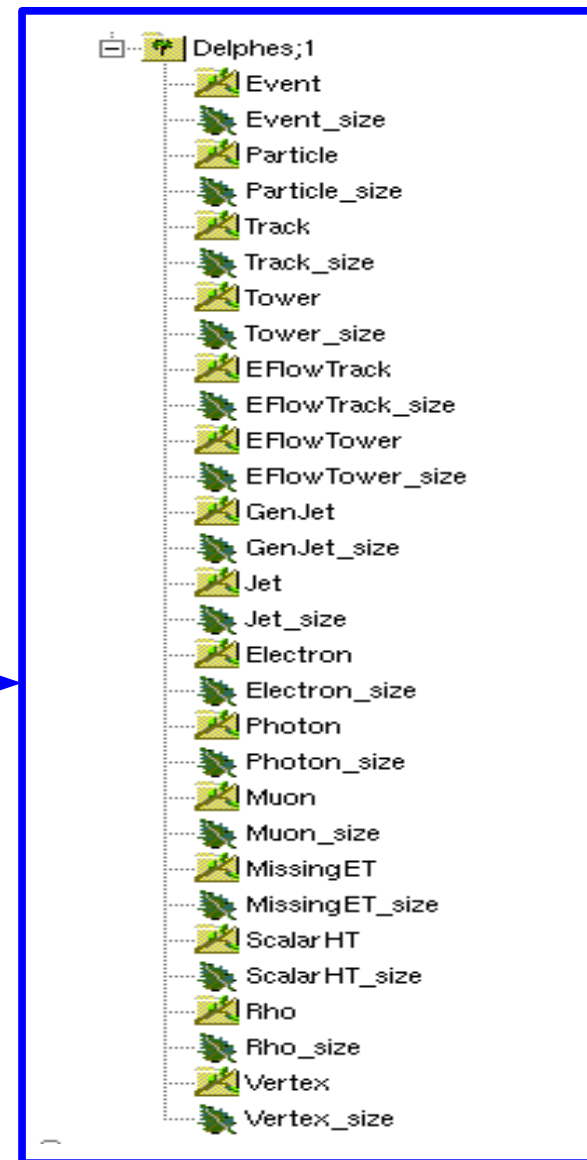 Delphes;1
Event
Event_size
Particle
Particle_size
Track
Track_size
Tower
Tower_size
EFlowTrack
EFlowTrack_size
EFlowTower
EFlowTower_size
GenJet
GenJet_size
Jet
Jet_size
Electron
Electron_size
Photon
Photon_size
Muon
Muon_size
MissingET
MissingET_size
ScalarHT
ScalarHT_size
Rho
Rho_size
Vertex
Vertex_size